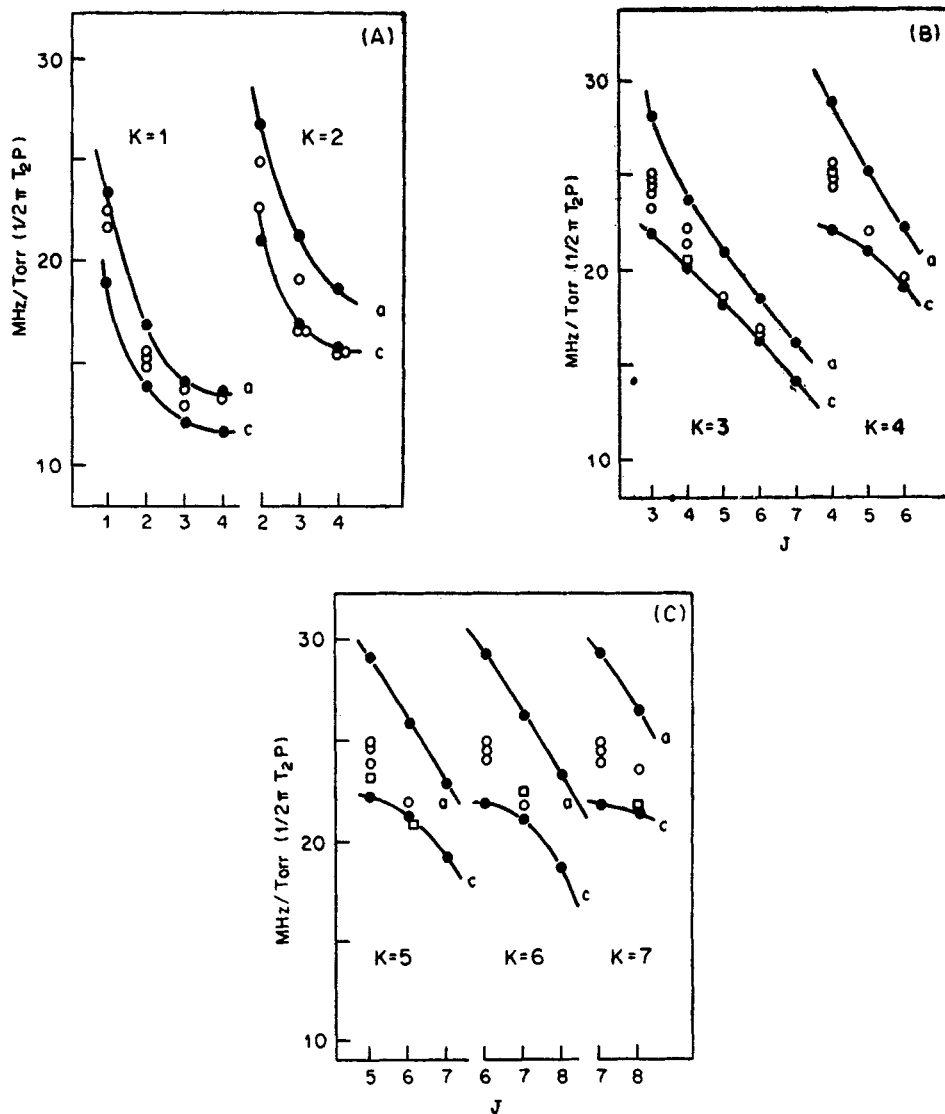 (A)
MHz/Torr (1/2π T₂P)
30
20
10
K=1
K=2
a
c
a
c
1 2 3 4
2 3 4
(B)
MHz/Torr (1/2π T₂P)
30
20
10
K=3
K=4
a
c
a
c
3 4 5 6 7
4 5 6
J
(C)
MHz/Torr (1/2π T₂P)
30
20
10
a
a
a
c
c
c
K=5
K=6
K=7
5 6 7
6 7 8
7 8
J